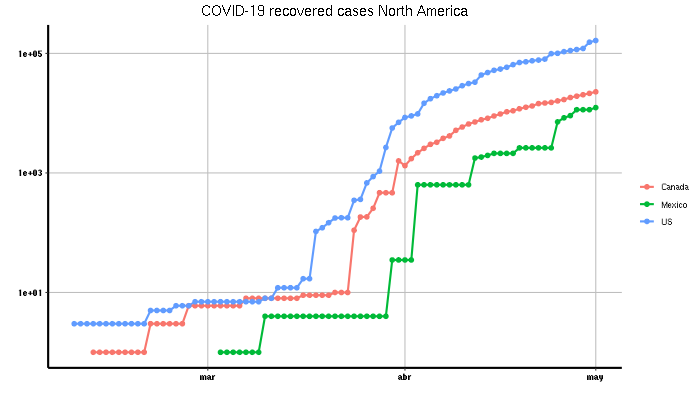 COVID-19 recovered cases North America
1e+05
1e+03
1e+01
mar
abr
may
Canada
Mexico
US